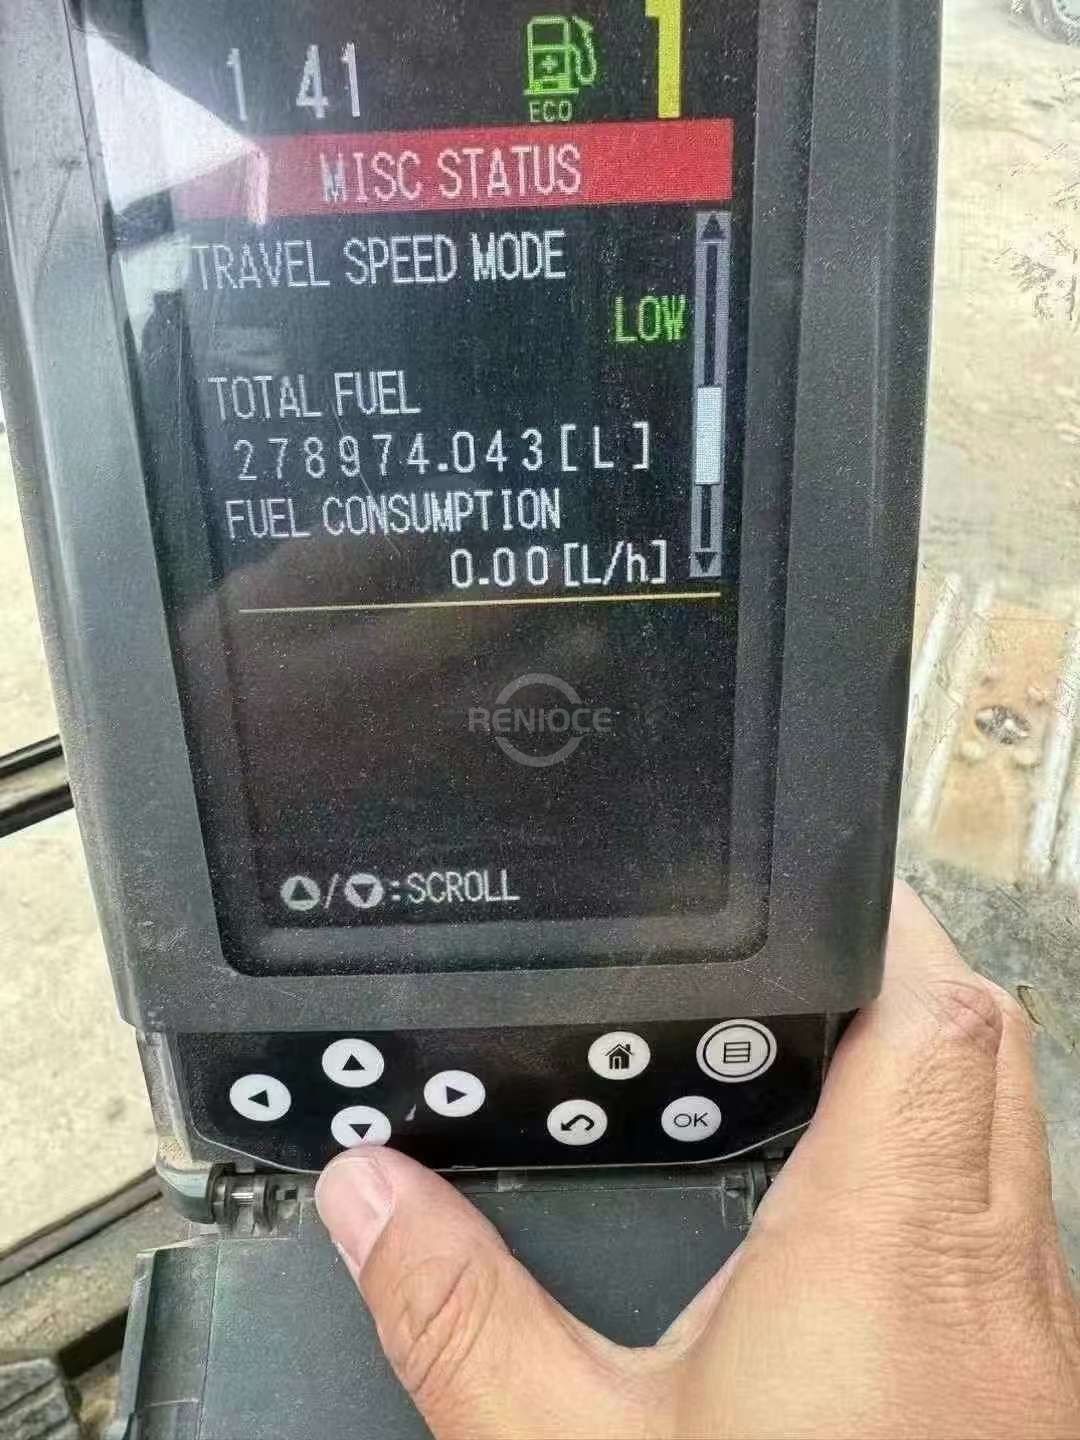 1 41
ECO
1
MISC STATUS
TRAVEL SPEED MODE
LOW
TOTAL FUEL
278974.043[L]
FUEL CONSUMPTION
0.00[L/h]
RENIOCE
▲/▼:SCROLL
OK